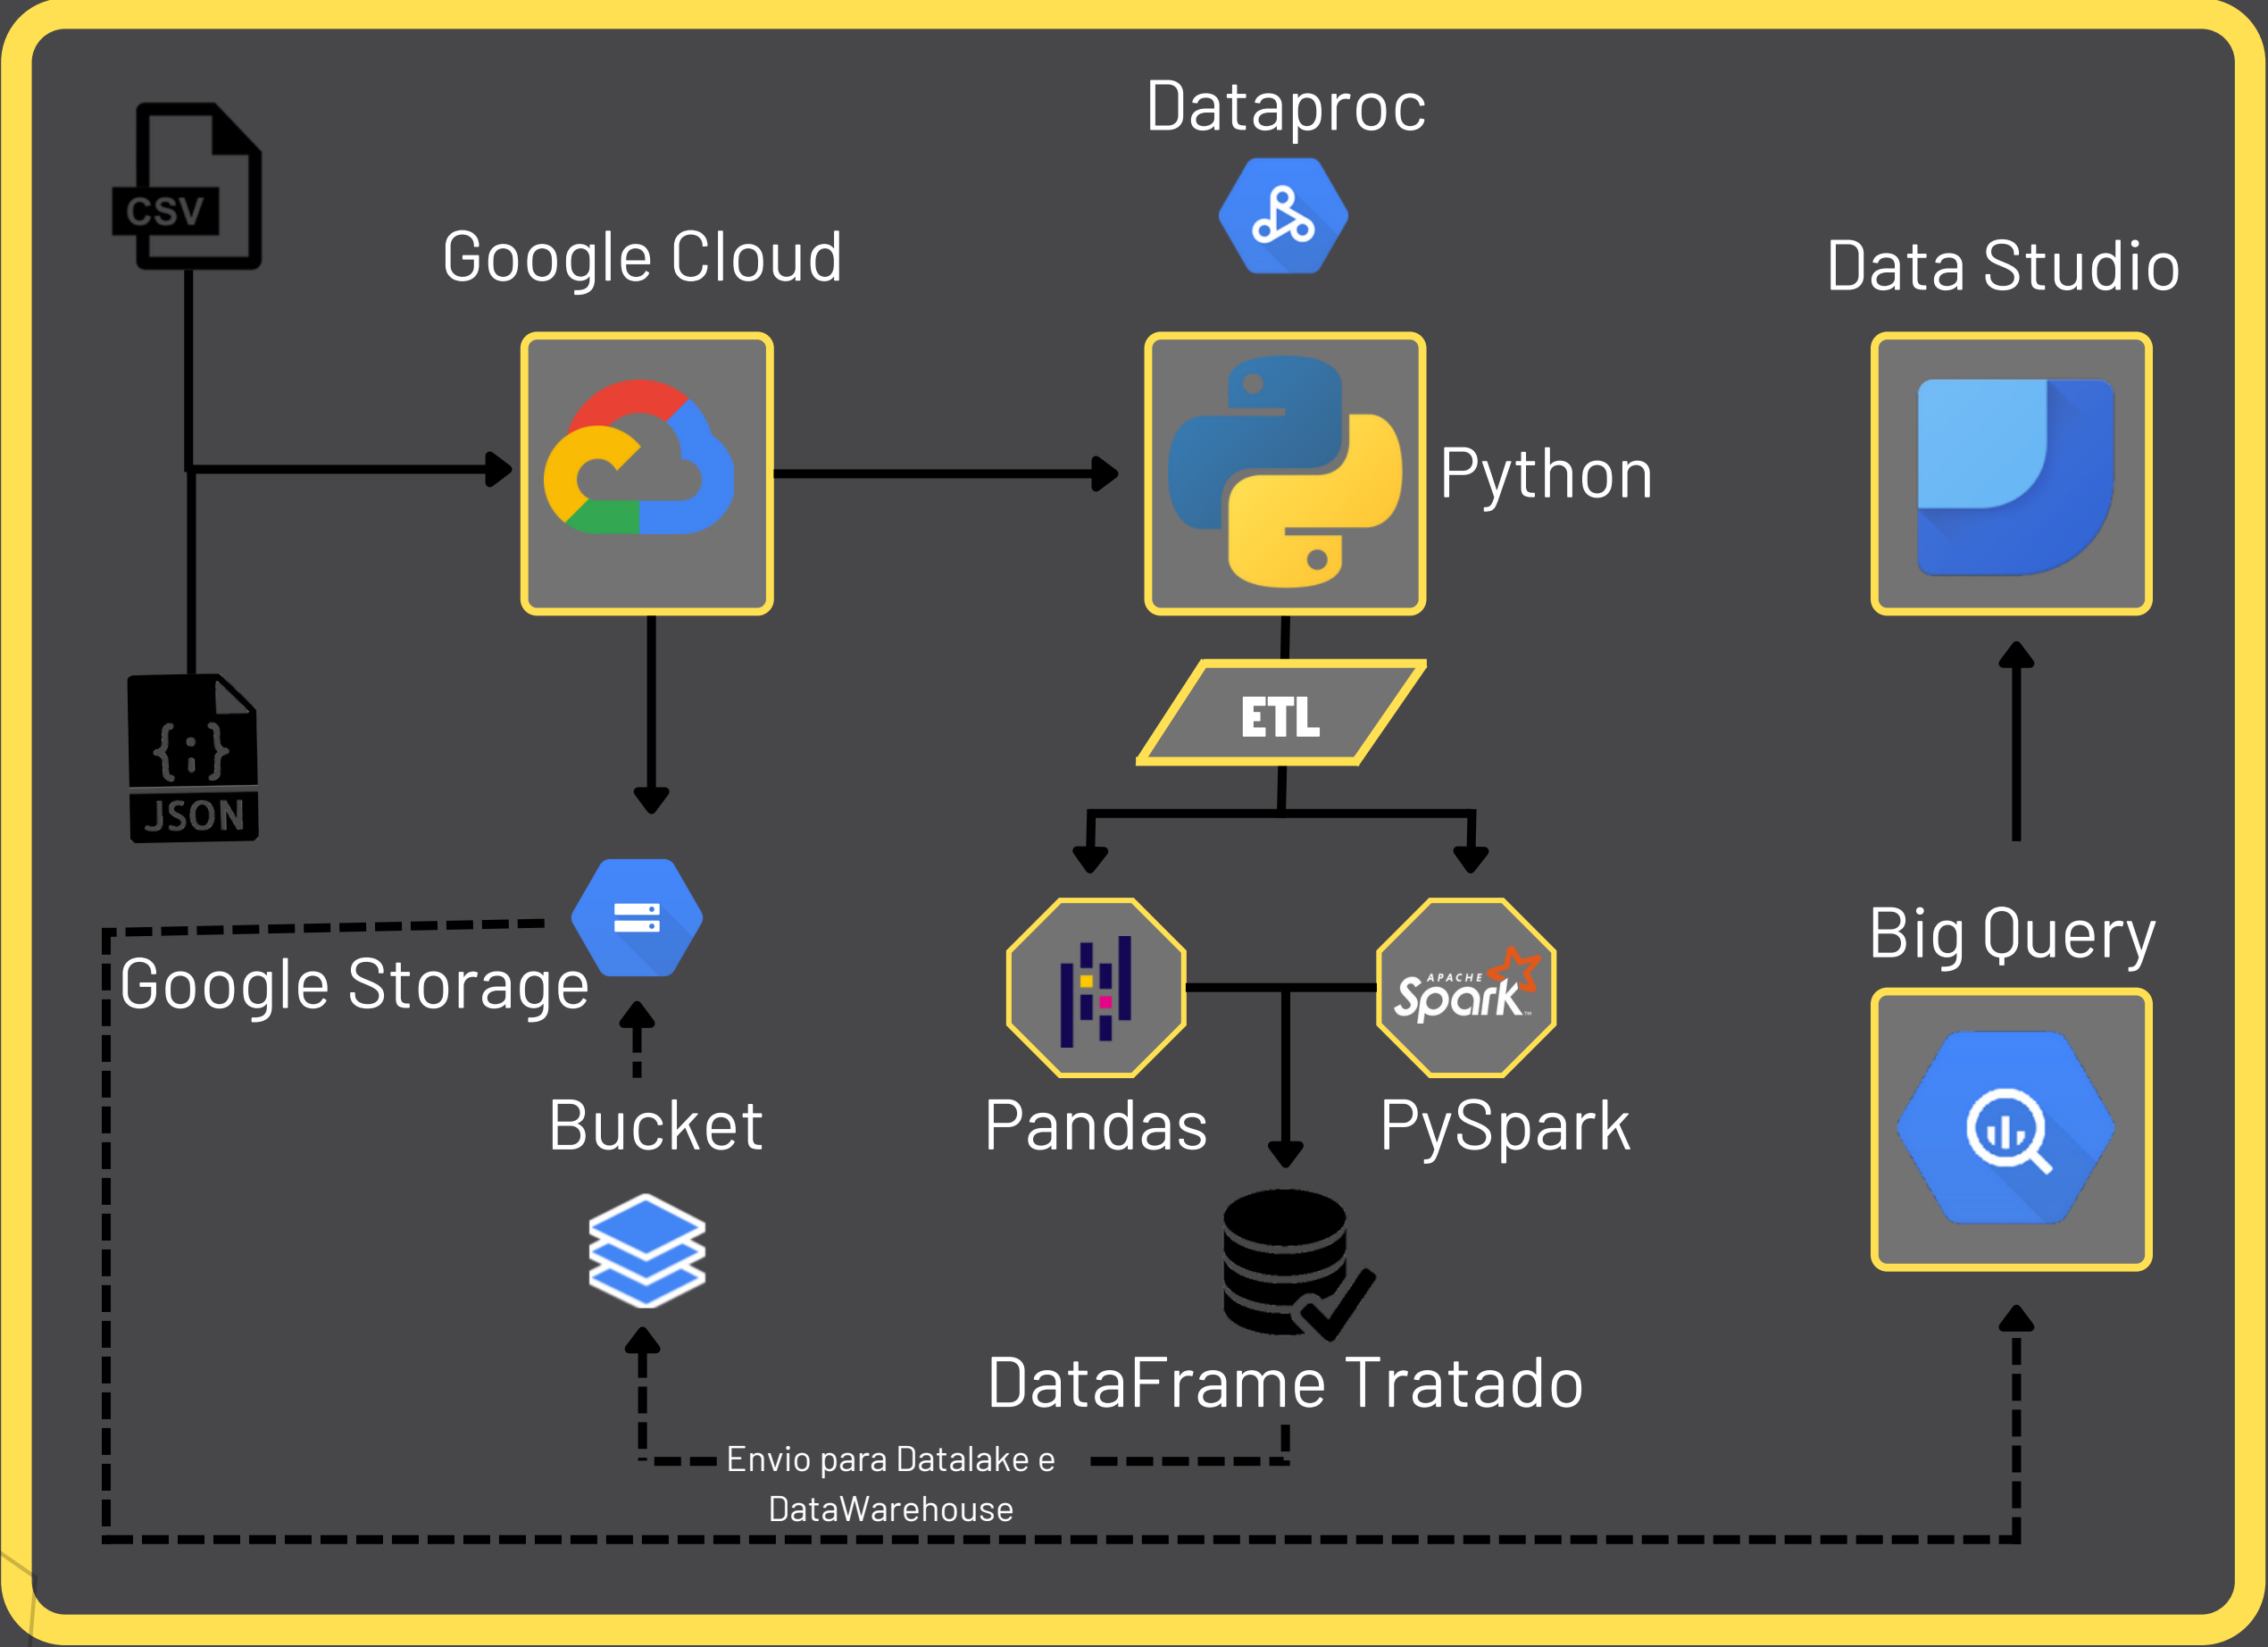 Dataproc
CSV
Google Cloud
Data Studio
Python
ETL
JSON
Google Storage
Big Query
APACHE
Spark
TM
Bucket
Pandas
PySpark
DataFrame Tratado
Envio para Datalake e
DataWarehouse